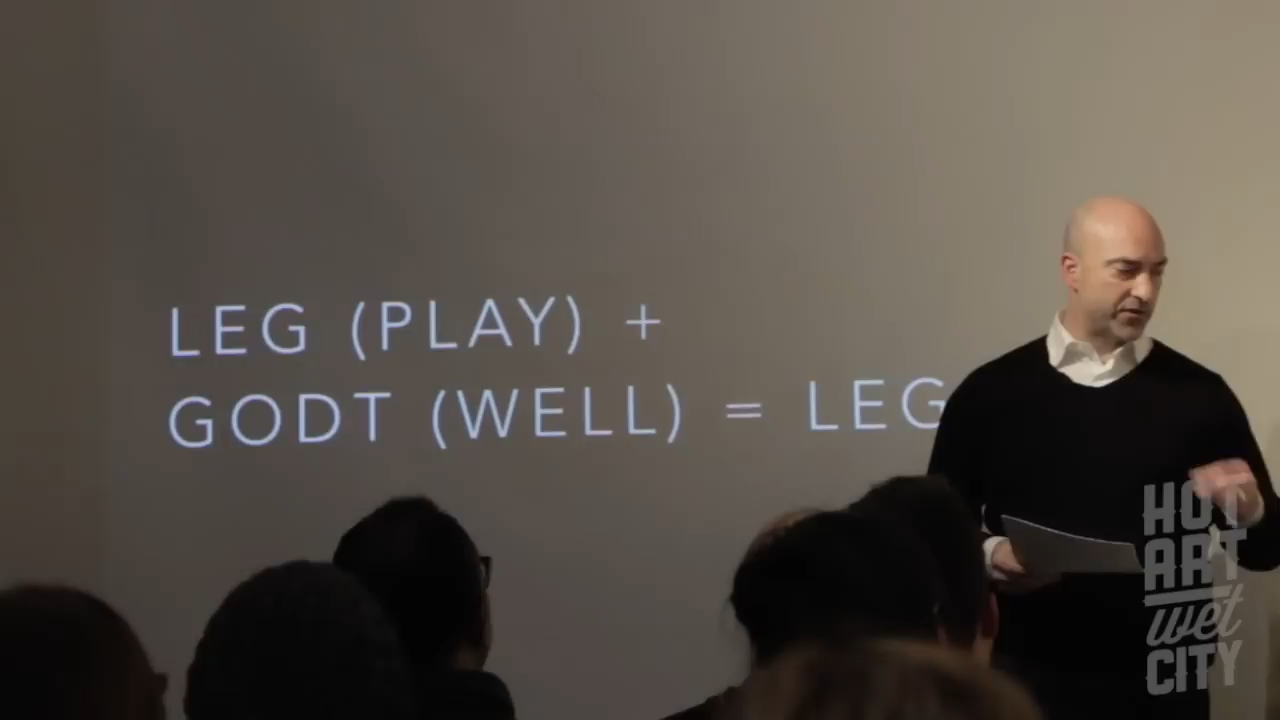 LEG (PLAY) +
GODT (WELL) = LEG
HOT
ART
wet
CITY